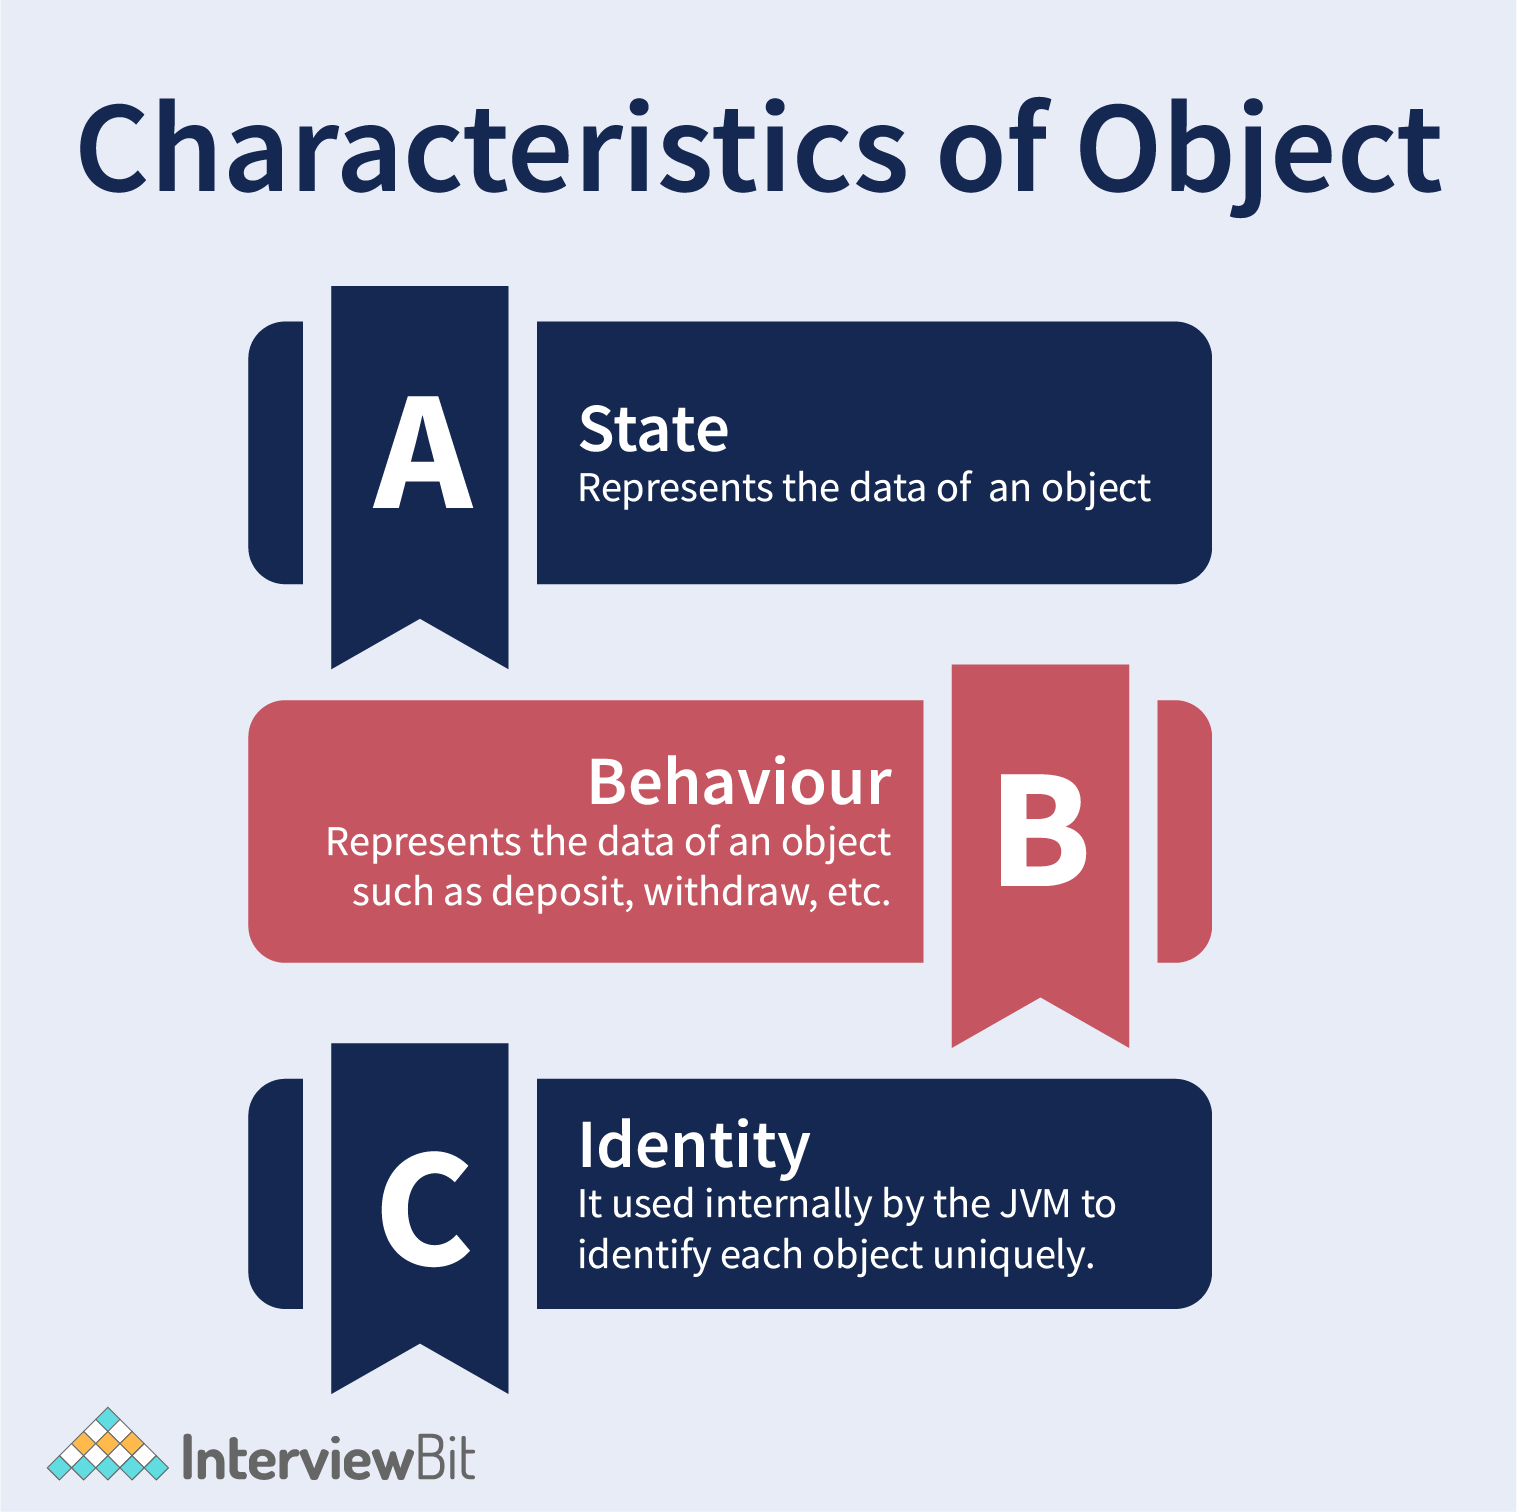 Characteristics of Object
A
State
Represents the data of  an object
Behaviour
Represents the data of an object
such as deposit, withdraw, etc.
B
C
Identity
It used internally by the JVM to
identify each object uniquely.
InterviewBit